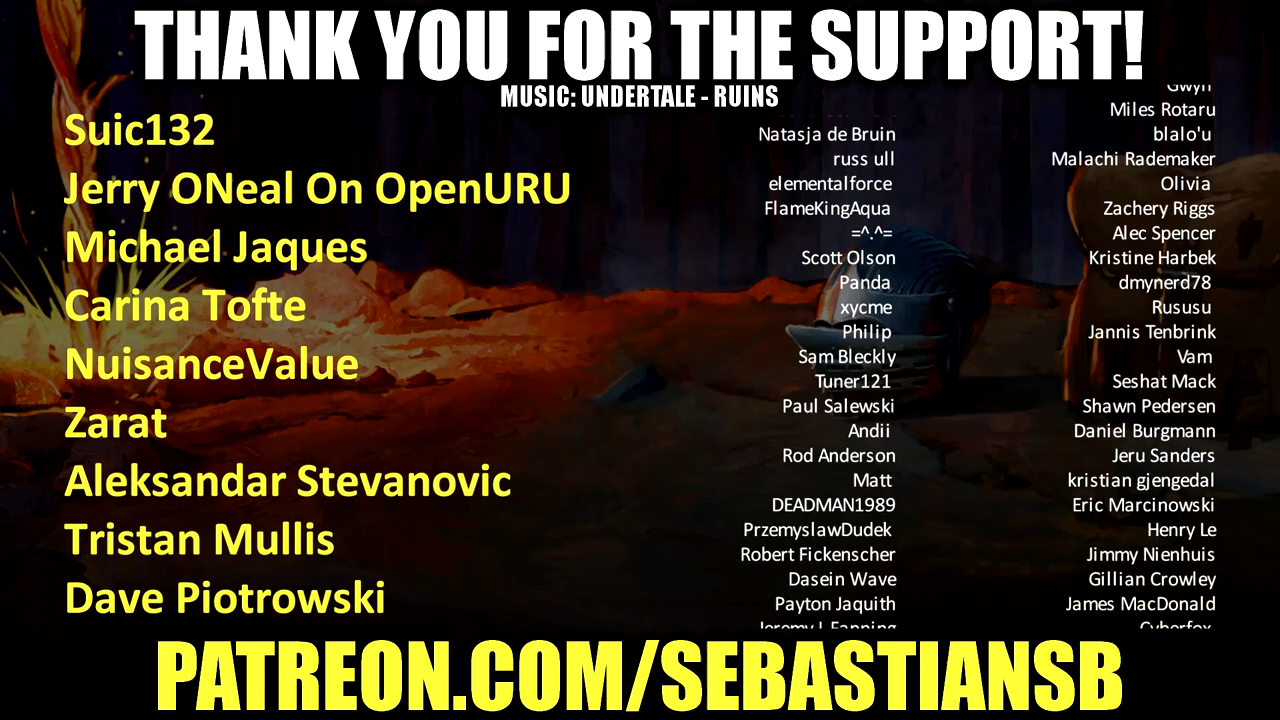 THANK YOU FOR THE SUPPORT!
MUSIC: UNDERTALE - RUINS
Suic132
Jerry ONeal On OpenURU
Michael Jaques
Carina Tofte
NuisanceValue
Zarat
Aleksandar Stevanovic
Tristan Mullis
Dave Piotrowski
Natasja de Bruin
russ ull
elementalforce
FlameKingAqua
=^.^=
Scott Olson
Panda
xycme
Philip
Sam Bleckly
Tuner121
Paul Salewski
Andii
Rod Anderson
Matt
DEADMAN1989
PrzemyslawDudek
Robert Fickenscher
Dasein Wave
Payton Jaquith
Jeremy L Fanning
Gwyn
Miles Rotaru
blalo'u
Malachi Rademaker
Olivia
Zachery Riggs
Alec Spencer
Kristine Harbek
dmynerd78
Rususu
Jannis Tenbrink
Vam
Seshat Mack
Shawn Pedersen
Daniel Burgmann
Jeru Sanders
kristian gjengedal
Eric Marcinowski
Henry Le
Jimmy Nienhuis
Gillian Crowley
James MacDonald
Cyberfox
PATREON.COM/SEBASTIANSB